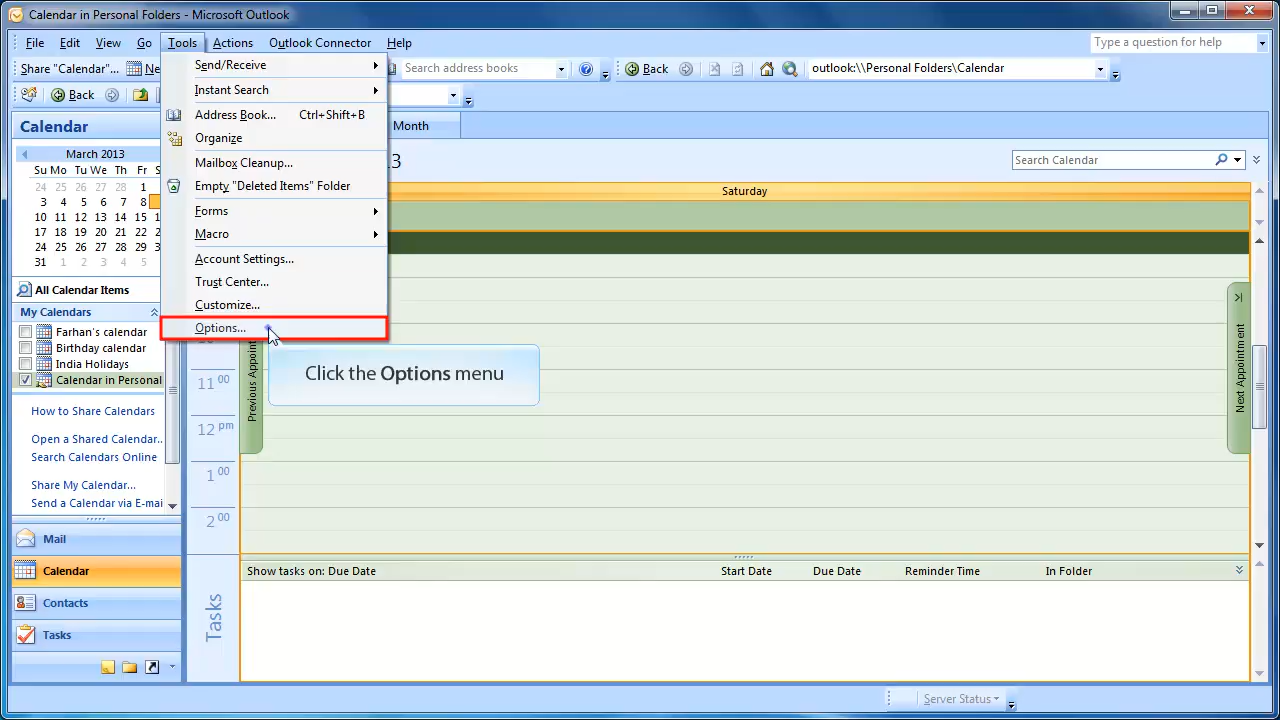 Calendar in Personal Folders - Microsoft Outlook
File Edit View Go Tools Actions Outlook Connector Help
Type a question for help
Share "Calendar"... Ne
Search address books
Back
outlook:\\Personal Folders\Calendar
Back
Send/Receive
Instant Search
Address Book... Ctrl+Shift+B
Organize
Mailbox Cleanup...
Empty "Deleted Items" Folder
Forms
Macro
Account Settings...
Trust Center...
Customize...
Options...
Click the Options menu
Calendar
March 2013
Su Mo Tu We Th Fr S
24 25 26 27 28 1
3 4 5 6 7 8
10 11 12 13 14 15 1
17 18 19 20 21 22 2
24 25 26 27 28 29 3
31 1 2 3 4 5
All Calendar Items
My Calendars
Farhan's calendar
Birthday calendar
India Holidays
Calendar in Personal
How to Share Calendars
Open a Shared Calendar...
Search Calendars Online
Share My Calendar...
Send a Calendar via E-mai
Mail
Calendar
Contacts
Tasks
Month
3
Search Calendar
Saturday
11 00
12 pm
1 00
2 00
Previous Appoint
Next Appointment
Show tasks on: Due Date Start Date Due Date Reminder Time In Folder
Tasks
Server Status